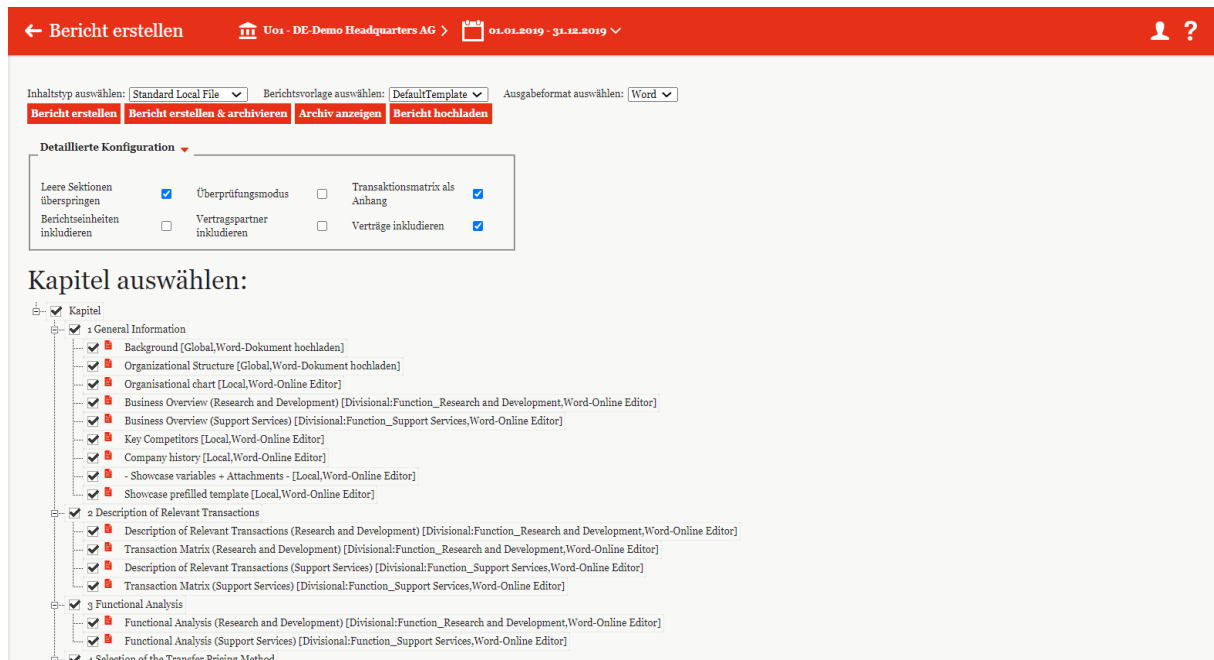 Bericht erstellen U01 - DE-Demo Headquarters AG 01.01.2019 - 31.12.2019
Inhaltstyp auswählen: Standard Local File Berichtsvorlage auswählen: DefaultTemplate Ausgabeformat auswählen: Word
Bericht erstellen Bericht erstellen & archivieren Archiv anzeigen Bericht hochladen
Detaillierte Konfiguration
Leere Sektionen überspringen Überprüfungsmodus Transaktionsmatrix als Anhang
Berichtseinheiten inkludieren Vertragspartner inkludieren Verträge inkludieren
Kapitel auswählen:
Kapitel
1 General Information
Background [Global,Word-Dokument hochladen]
Organizational Structure [Global,Word-Dokument hochladen]
Organisational chart [Local,Word-Online Editor]
Business Overview (Research and Development) [Divisional:Function_Research and Development,Word-Online Editor]
Business Overview (Support Services) [Divisional:Function_Support Services,Word-Online Editor]
Key Competitors [Local,Word-Online Editor]
Company history [Local,Word-Online Editor]
- Showcase variables + Attachments - [Local,Word-Online Editor]
Showcase prefilled template [Local,Word-Online Editor]
2 Description of Relevant Transactions
Description of Relevant Transactions (Research and Development) [Divisional:Function_Research and Development,Word-Online Editor]
Transaction Matrix (Research and Development) [Divisional:Function_Research and Development,Word-Online Editor]
Description of Relevant Transactions (Support Services) [Divisional:Function_Support Services,Word-Online Editor]
Transaction Matrix (Support Services) [Divisional:Function_Support Services,Word-Online Editor]
3 Functional Analysis
Functional Analysis (Research and Development) [Divisional:Function_Research and Development,Word-Online Editor]
Functional Analysis (Support Services) [Divisional:Function_Support Services,Word-Online Editor]
4 Selection of the Transfer Pricing Method